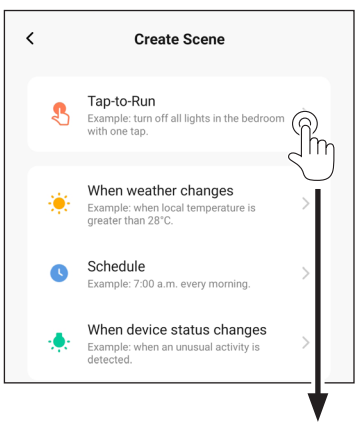 Create Scene
Tap-to-Run
Example: turn off all lights in the bedroom
with one tap.
When weather changes
Example: when local temperature is
greater than 28°C.
Schedule
Example: 7:00 a.m. every morning.
When device status changes
Example: when an unusual activity is
detected.